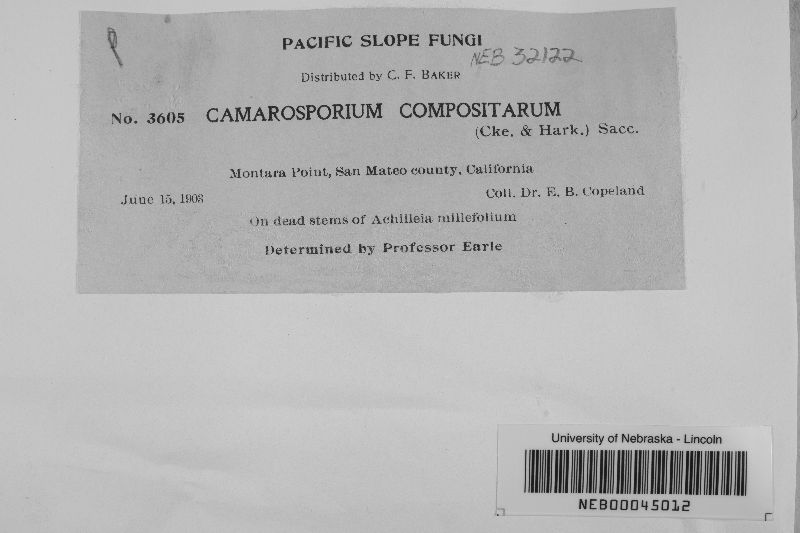 PACIFIC SLOPE FUNGI
NEB 32122
Distributed by C. F. BAKER
No. 3605 CAMAROSPORIUM COMPOSITARUM
(Cke. & Hark.) Sacc.
Montara Point, San Mateo county, California
June 15, 1903 Coll. Dr. E. B. Copeland
On dead stems of Achilleia millefolium
Determined by Professor Earle
University of Nebraska - Lincoln
NEB00045012